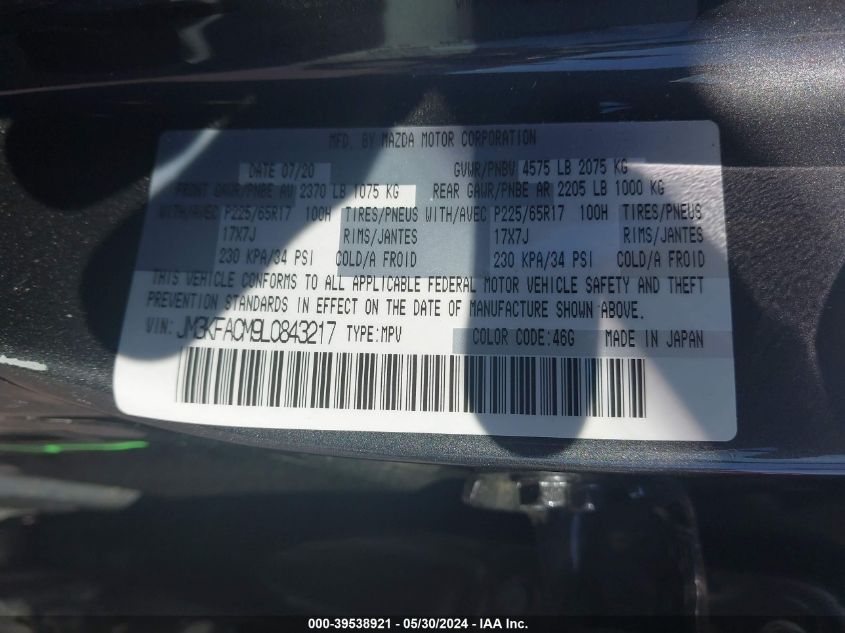 MFD. BY MAZDA MOTOR CORPORATION
DATE 07/20 GVWR/PNBV 4575 LB 2075 KG
FRONT GAWR/PNBE AV 2370 LB 1075 KG REAR GAWR/PNBE AR 2205 LB 1000 KG
WITH/AVEC P225/65R17 100H TIRES/PNEUS WITH/AVEC P225/65R17 100H TIRES/PNEUS
17X7J RIMS/JANTES 17X7J RIMS/JANTES
230 KPA/34 PSI COLD/A FROID 230 KPA/34 PSI COLD/A FROID
THIS VEHICLE CONFORMS TO ALL APPLICABLE FEDERAL MOTOR VEHICLE SAFETY AND THEFT
PREVENTION STANDARDS IN EFFECT ON THE DATE OF MANUFACTURE SHOWN ABOVE.
VIN: JM3KFACM9L0843217 TYPE:MPV COLOR CODE:46G MADE IN JAPAN
000-39538921 - 05/30/2024 - IAA Inc.